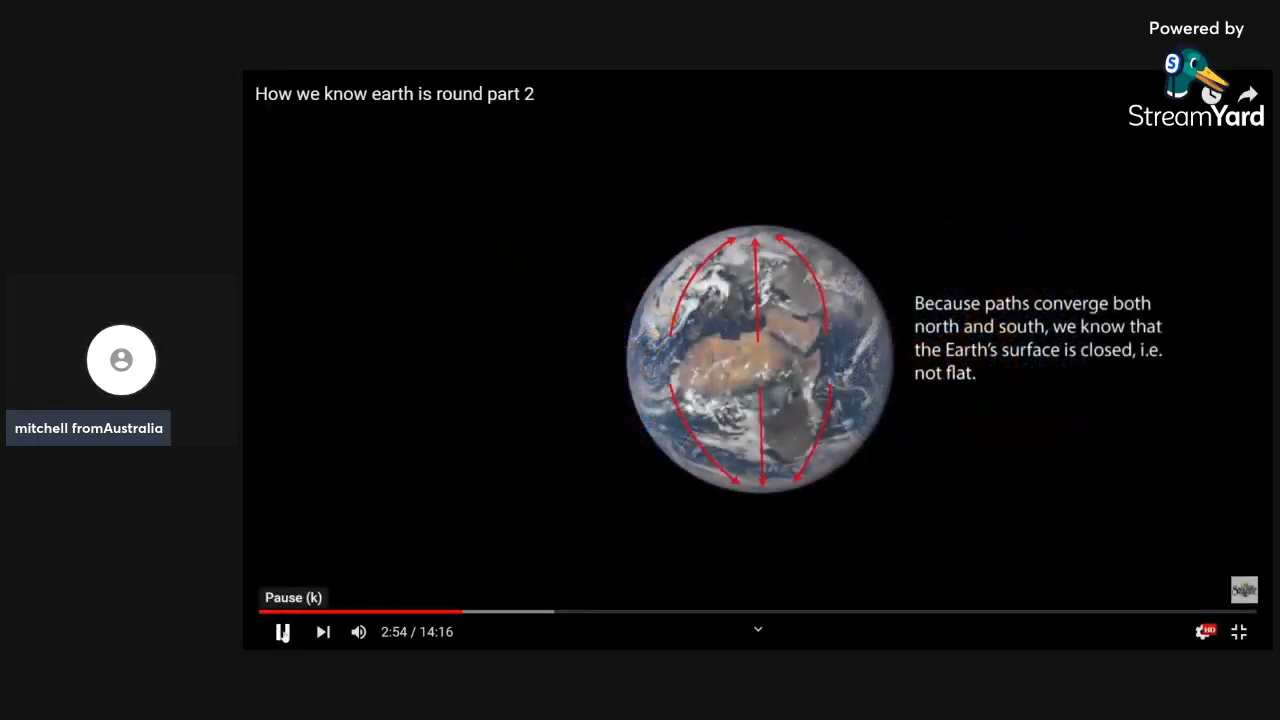 Powered by
StreamYard
How we know earth is round part 2
Because paths converge both
north and south, we know that
the Earth's surface is closed, i.e.
not flat.
mitchell fromAustralia
Pause (k)
2:54 / 14:16
HD